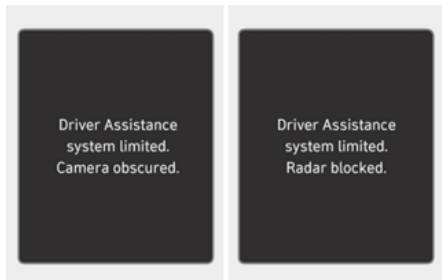 Driver Assistance
system limited.
Camera obscured.
Driver Assistance
system limited.
Radar blocked.